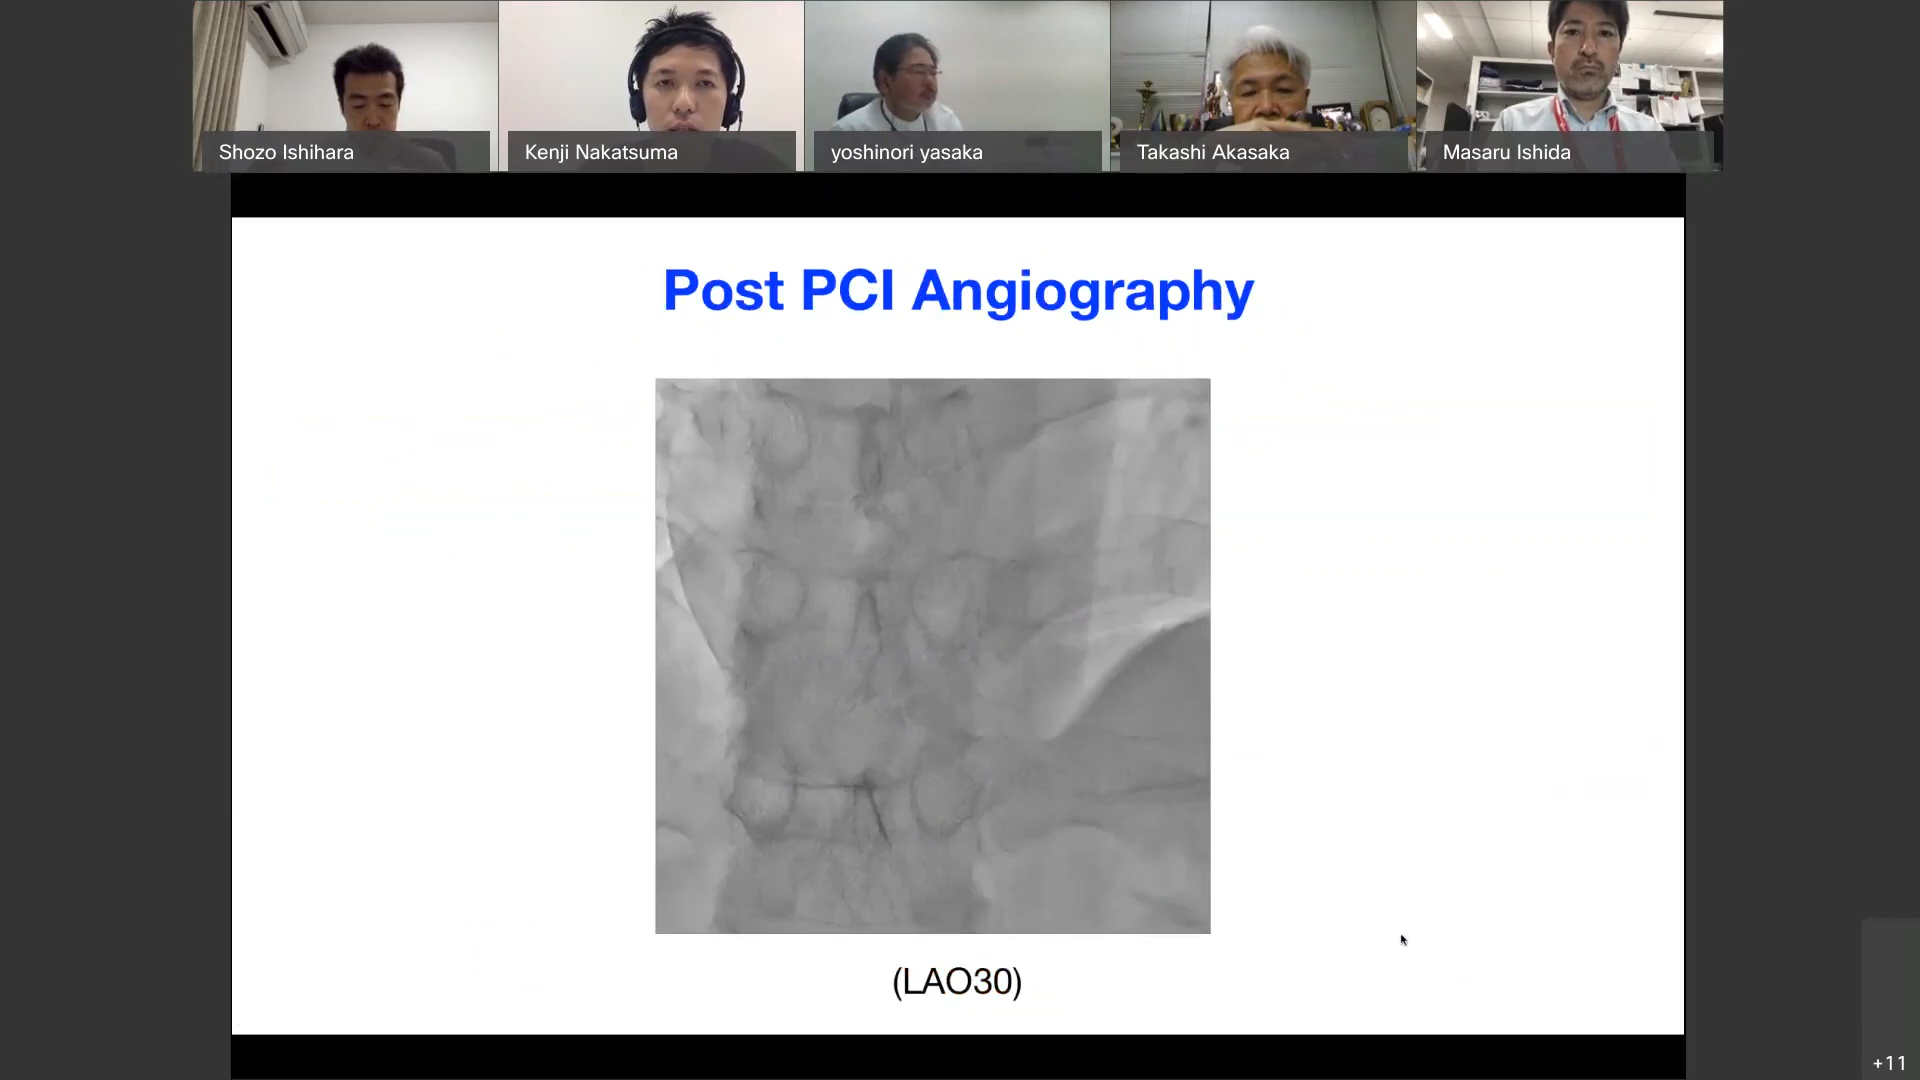 Shozo Ishihara
Kenji Nakatsuma
yoshinori yasaka
Takashi Akasaka
Masaru Ishida
Post PCI Angiography
(LAO30)
+11